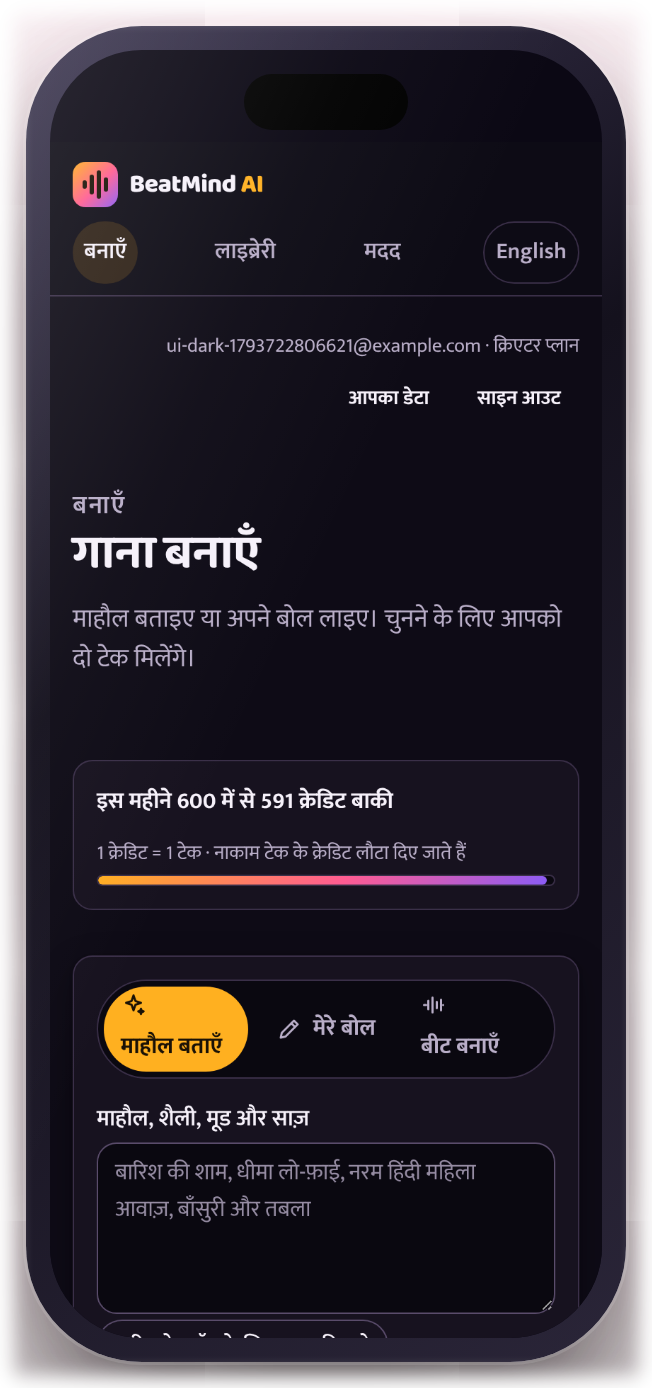 BeatMind AI
बनाएँ लाइब्रेरी मदद English
ui-dark-1793722806621@example.com · क्रिएटर प्लान
आपका डेटा साइन आउट
बनाएँ
गाना बनाएँ
माहौल बताइए या अपने बोल लाइए। चुनने के लिए आपको
दो टेक मिलेंगे।
इस महीने 600 में से 591 क्रेडिट बाकी
1 क्रेडिट = 1 टेक · नाकाम टेक के क्रेडिट लौटा दिए जाते हैं
माहौल बताएँ मेरे बोल बीट बनाएँ
माहौल, शैली, मूड और साज़
बारिश की शाम, धीमा लो-फ़ाई, नरम हिंदी महिला
आवाज़, बाँसुरी और तबला